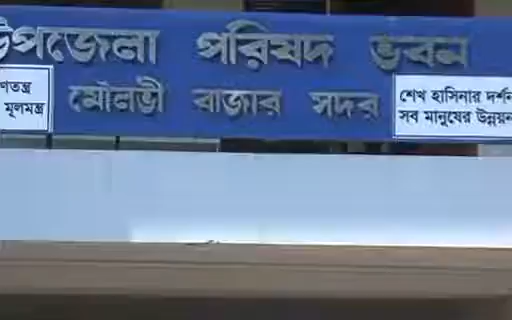 উপজেলা পরিষদ ভবন
মৌলভী বাজার সদর
মূলমন্ত্র
শেখ হাসিনার দর্শন
সব মানুষের উন্নয়ন